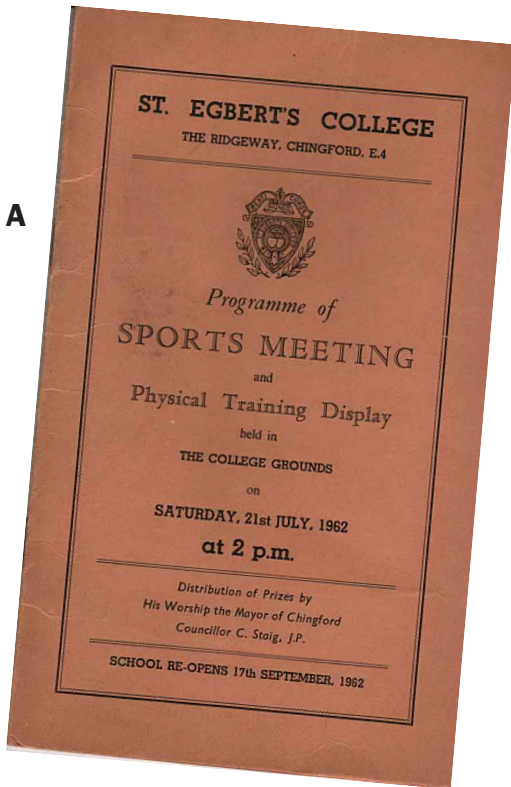 A
ST. EGBERT'S COLLEGE
THE RIDGEWAY, CHINGFORD, E.4
Programme of
SPORTS MEETING
and
Physical Training Display
held in
THE COLLEGE GROUNDS
on
SATURDAY, 21st JULY, 1962
at 2 p.m.
Distribution of Prizes by
His Worship the Mayor of Chingford
Councillor C. Staig, J.P.
SCHOOL RE-OPENS 17th SEPTEMBER, 1962